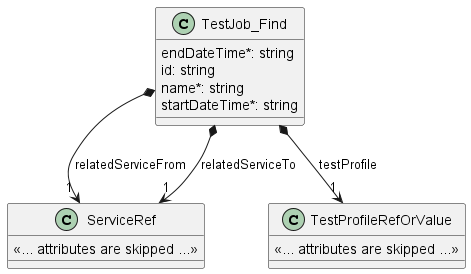 C TestJob_Find
endDateTime*: string
id: string
name*: string
startDateTime*: string
relatedServiceFrom
relatedServiceTo
testProfile
1
1
1
C ServiceRef
C TestProfileRefOrValue
«... attributes are skipped ...»
«... attributes are skipped ...»